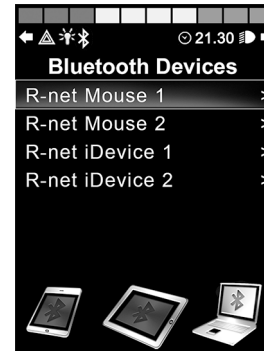 21.30
Bluetooth Devices
R-net Mouse 1 >
R-net Mouse 2 >
R-net iDevice 1 >
R-net iDevice 2 >